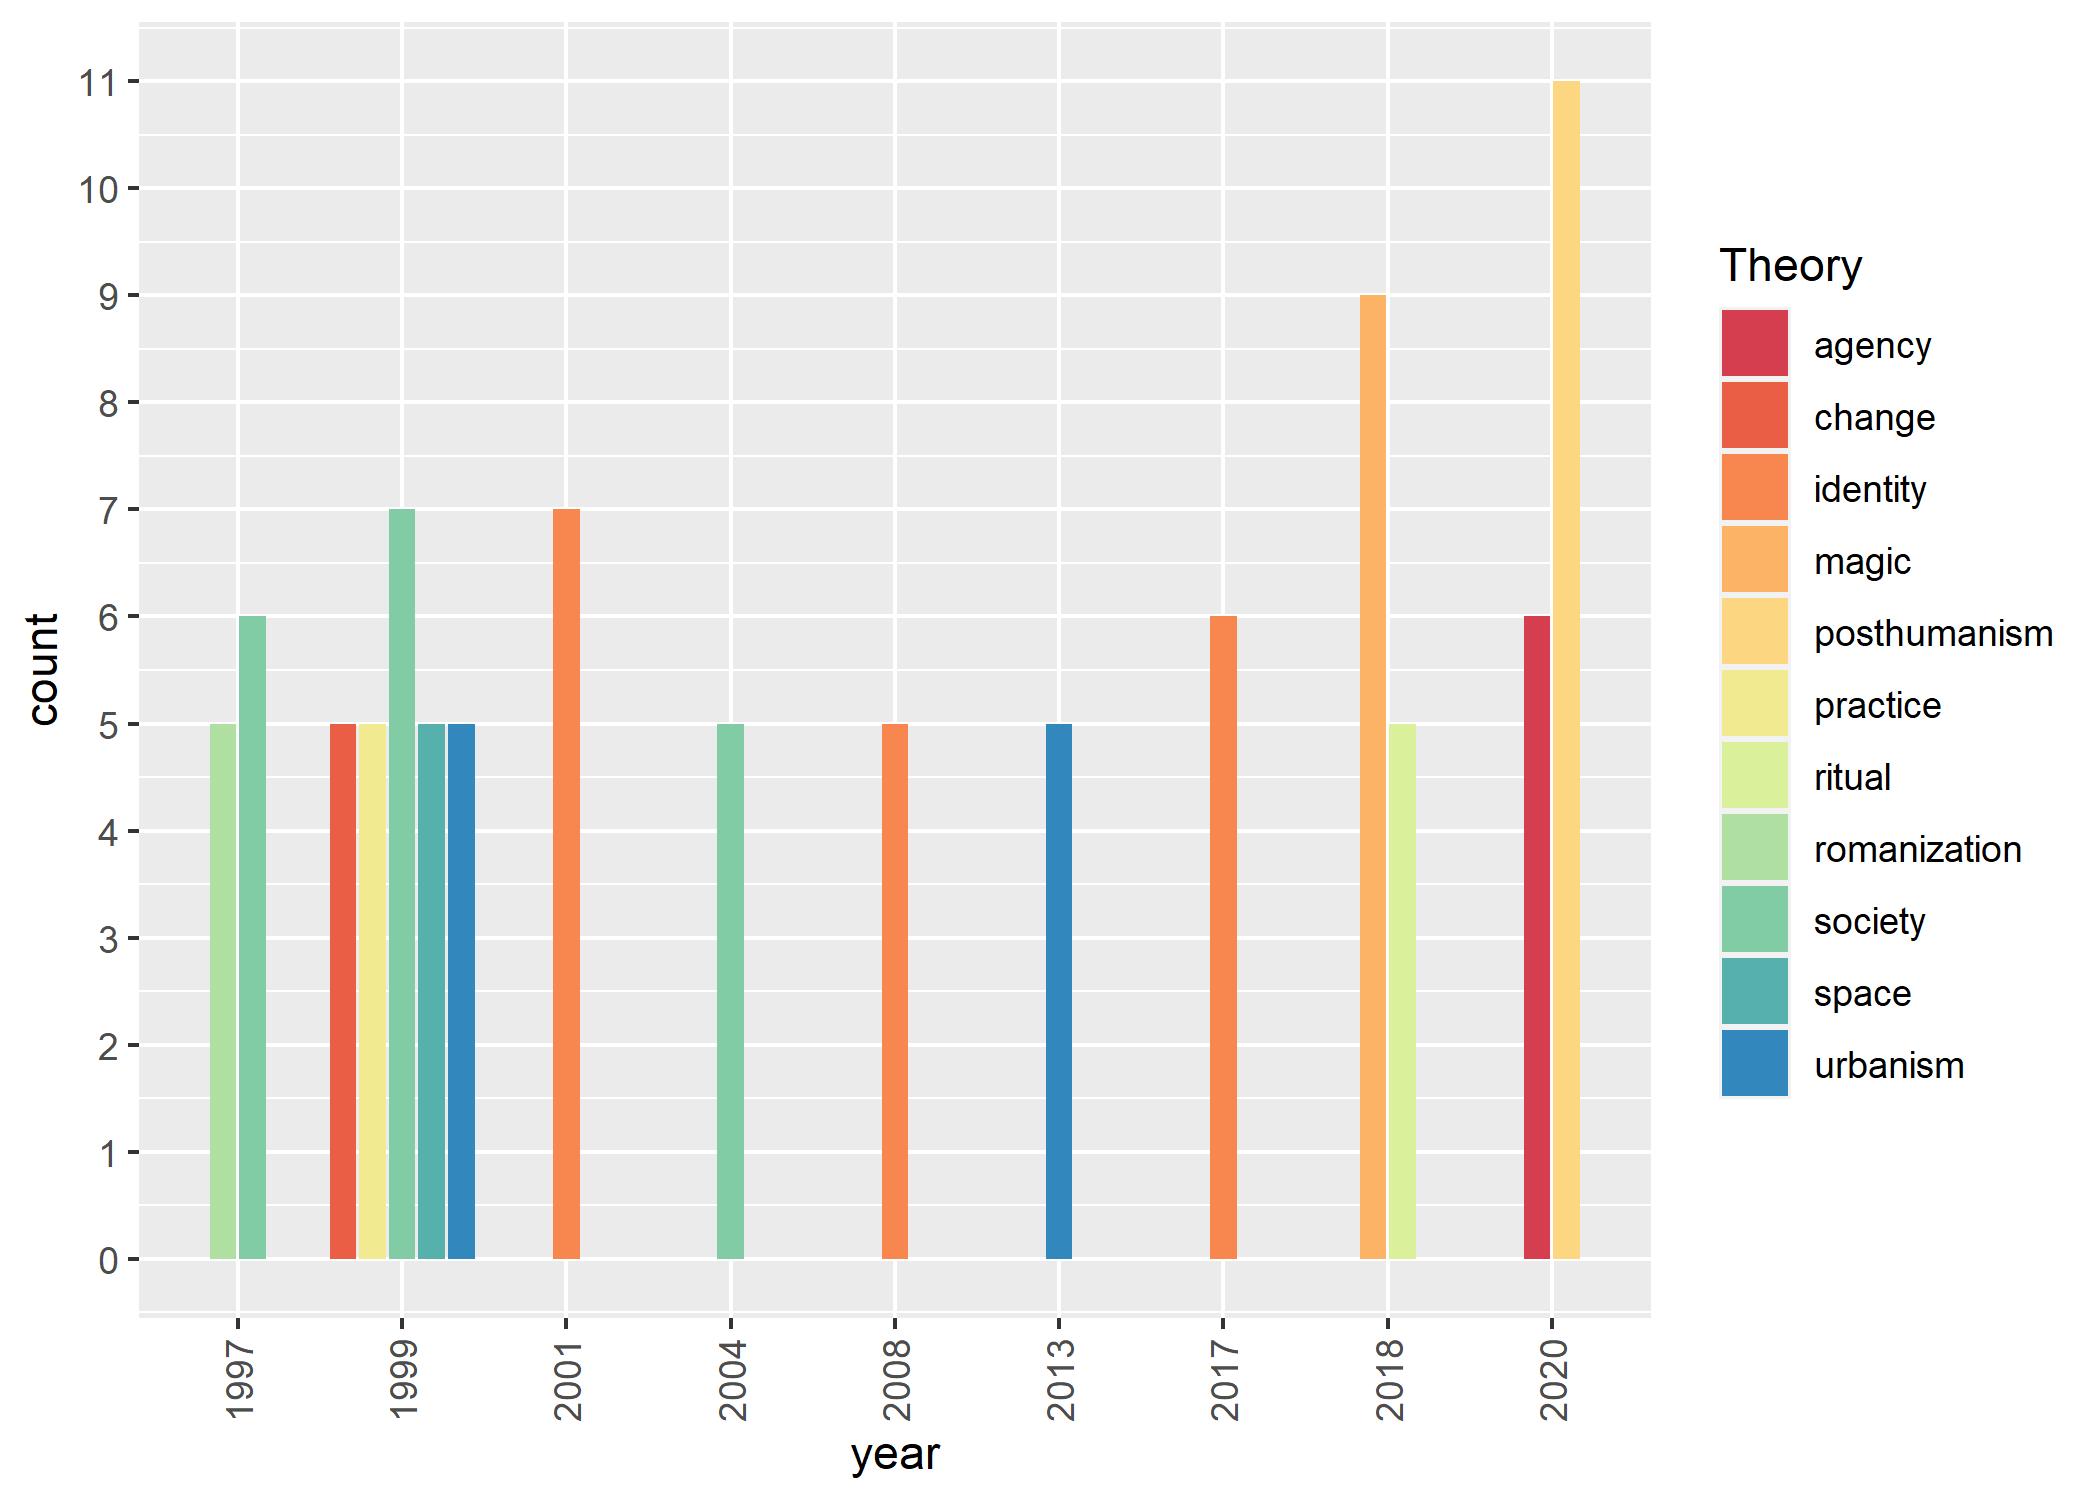 11
10
9
8
7
6
5
4
3
2
1
0
count
1997
1999
2001
2004
2008
2013
2017
2018
2020
year
Theory
agency
change
identity
magic
posthumanism
practice
ritual
romanization
society
space
urbanism